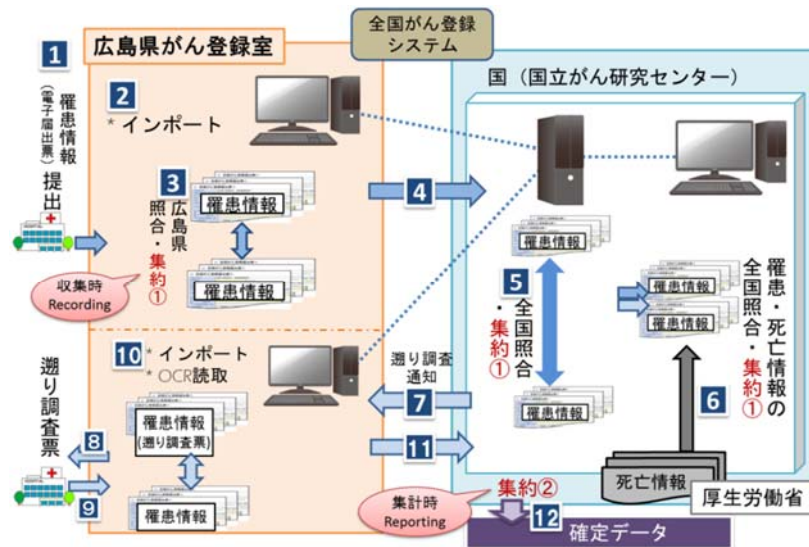 全国がん登録
システム
広島県がん登録室
1
罹患情報
(電子届出票)
提出
2
* インポート
3
広島県
照合・集約①
罹患情報
罹患情報
収集時
Recording
4
国（国立がん研究センター）
罹患情報
5
全国照合
・集約①
罹患情報
罹患情報
罹患情報
罹患・死亡情報の
全国照合・集約①
6
死亡情報
厚生労働省
10
* インポート
* OCR読取
遡り調査
通知
7
11
遡り調査票
8
9
罹患情報
(遡り調査票)
罹患情報
集計時
Reporting
集約②
12
確定データ